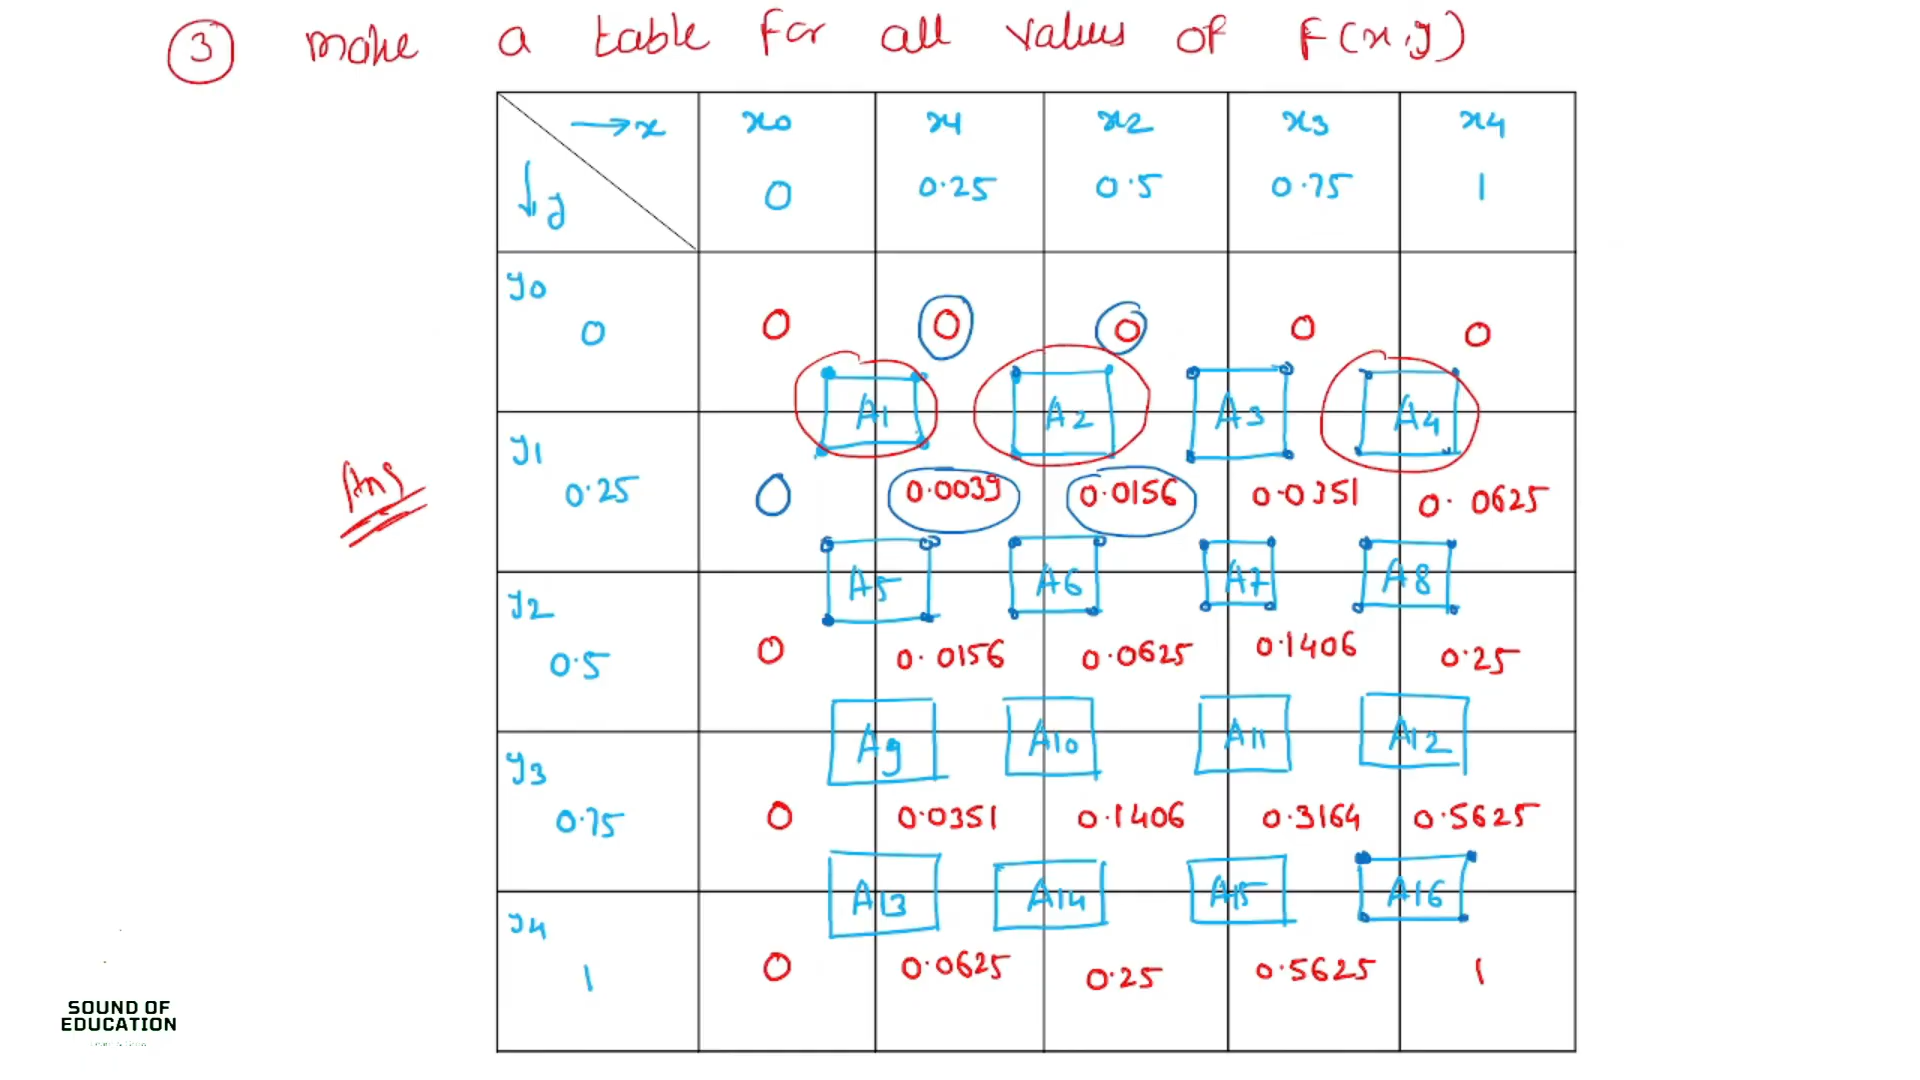 3 make a table for all values of F(x,y)
→x x0 x1 x2 x3 x4
↓y 0 0.25 0.5 0.75 1
y0
0 0 0 0 0 0
A1 A2 A3 A4
y1
Ans 0.25 0 0.0039 0.0156 0.0351 0.0625
A5 A6 A7 A8
y2
0.5 0 0.0156 0.0625 0.1406 0.25
A9 A10 A11 A12
y3
0.75 0 0.0351 0.1406 0.3164 0.5625
A13 A14 A15 A16
y4
1 0 0.0625 0.25 0.5625 1
SOUND OF
EDUCATION